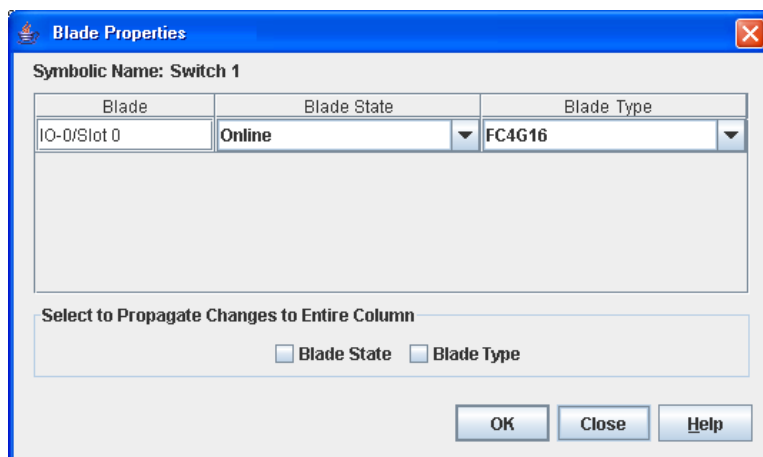 Blade Properties
Symbolic Name: Switch 1
Blade Blade State Blade Type
IO-0/Slot 0 Online FC4G16
Select to Propagate Changes to Entire Column
Blade State Blade Type
OK Close Help